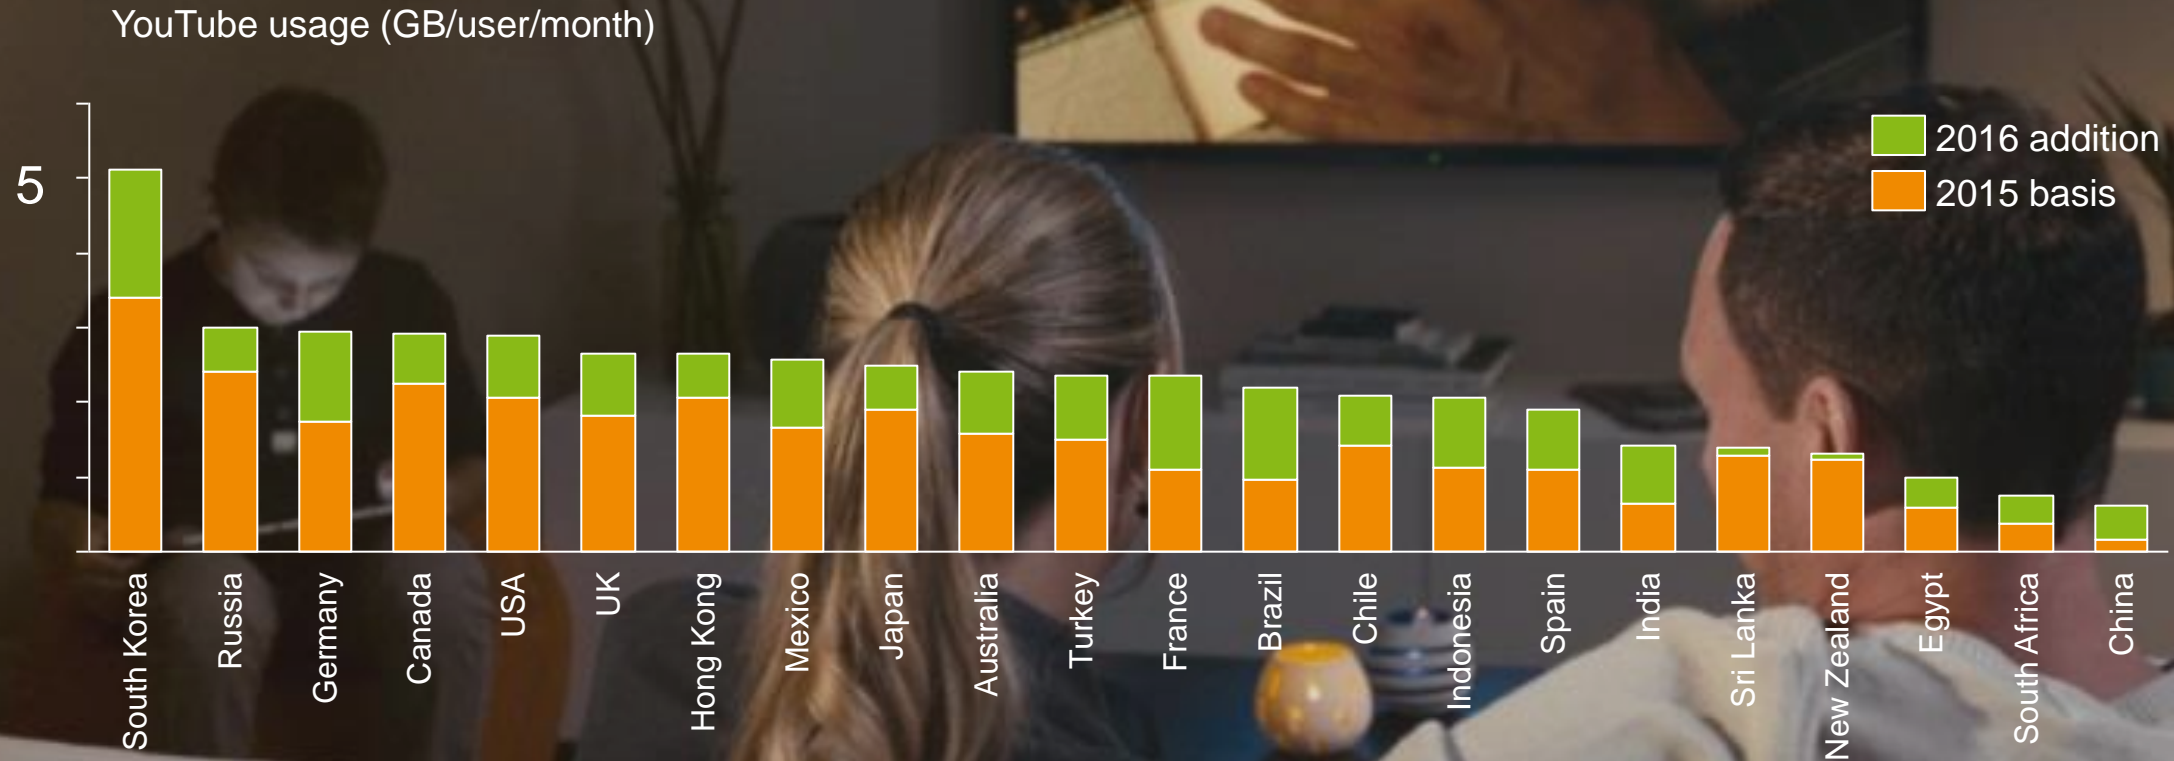 YouTube usage (GB/user/month)
5
2016 addition
2015 basis
South Korea
Russia
Germany
Canada
USA
UK
Hong Kong
Mexico
Japan
Australia
Turkey
France
Brazil
Chile
Indonesia
Spain
India
Sri Lanka
New Zealand
Egypt
South Africa
China